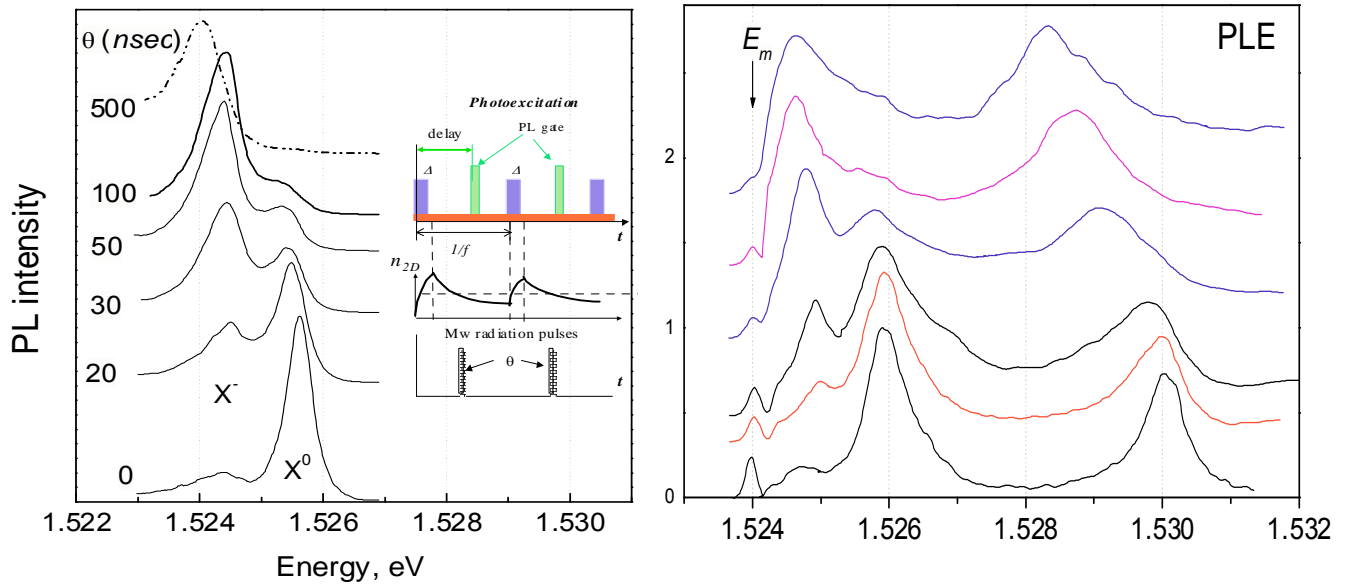 θ (nsec)
500
100
50
30
20
0
X⁻
X⁰
PL intensity
1.522 1.524 1.526 1.528 1.530
Energy, eV
Photoexcitation
PL gate
delay
Δ Δ
t
1/f
n₂D
Mw radiation pulses
θ
t
PLE
Eₘ
2
1
0
1.524 1.526 1.528 1.530 1.532